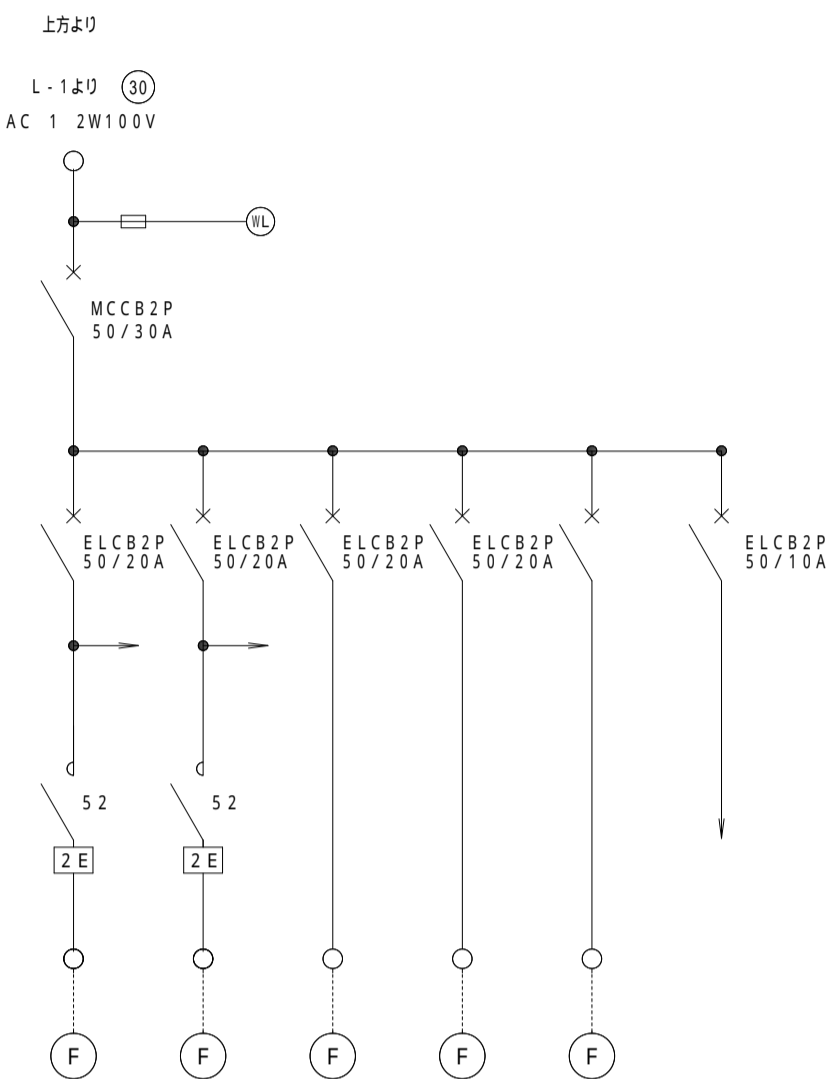 上方より
L-1より 30
AC 1 2W100V
WL
MCCB2P
50/30A
ELCB2P ELCB2P ELCB2P ELCB2P ELCB2P
50/20A 50/20A 50/20A 50/20A 50/10A
52 52
2E 2E
F F F F F